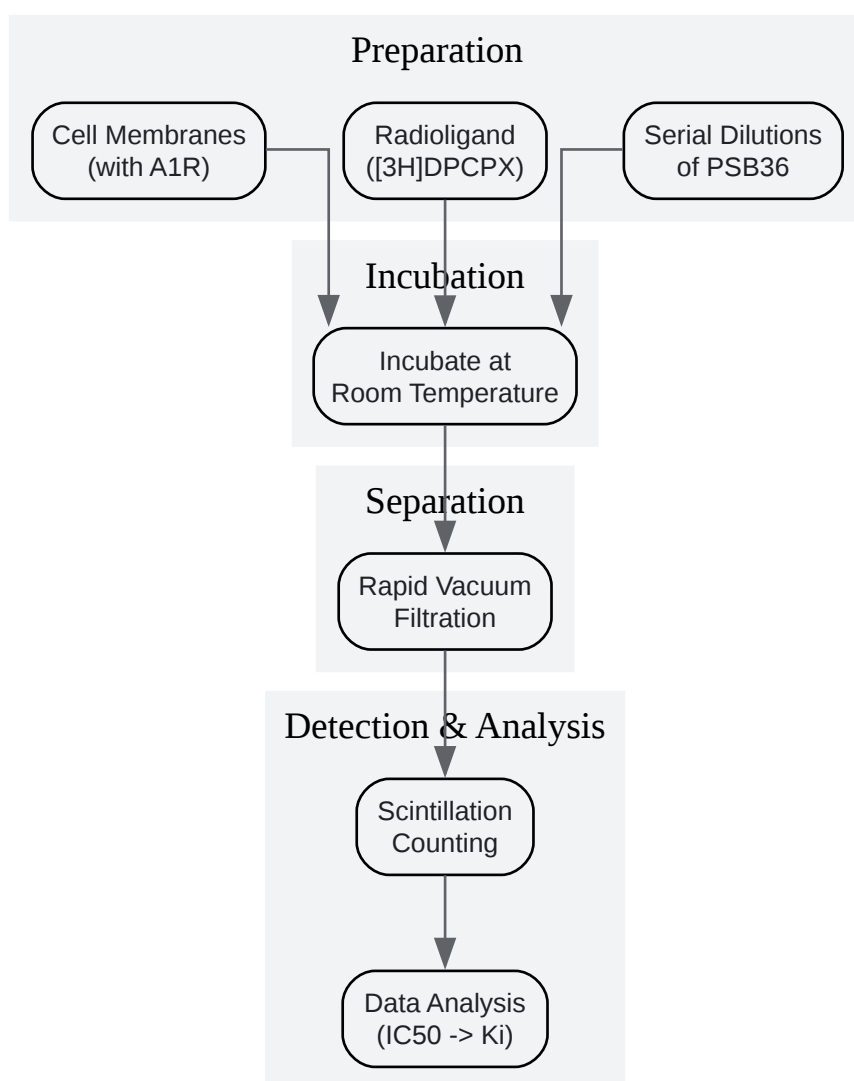 Preparation
Cell Membranes
(with A1R)
Radioligand
([3H]DPCPX)
Serial Dilutions
of PSB36
Incubation
Incubate at
Room Temperature
Separation
Rapid Vacuum
Filtration
Detection & Analysis
Scintillation
Counting
Data Analysis
(IC50 -> Ki)